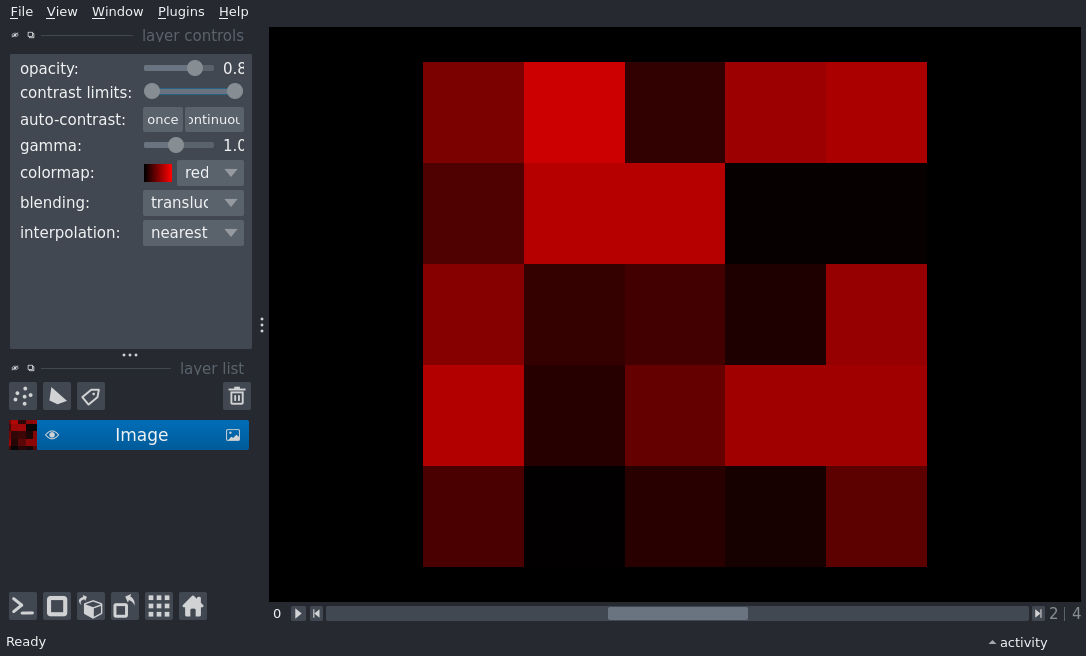 File View Window Plugins Help
layer controls
opacity: 0.8
contrast limits:
auto-contrast: once ontinuou
gamma: 1.0
colormap: red
blending: transluc
interpolation: nearest
layer list
Image
0 2 | 4
Ready activity